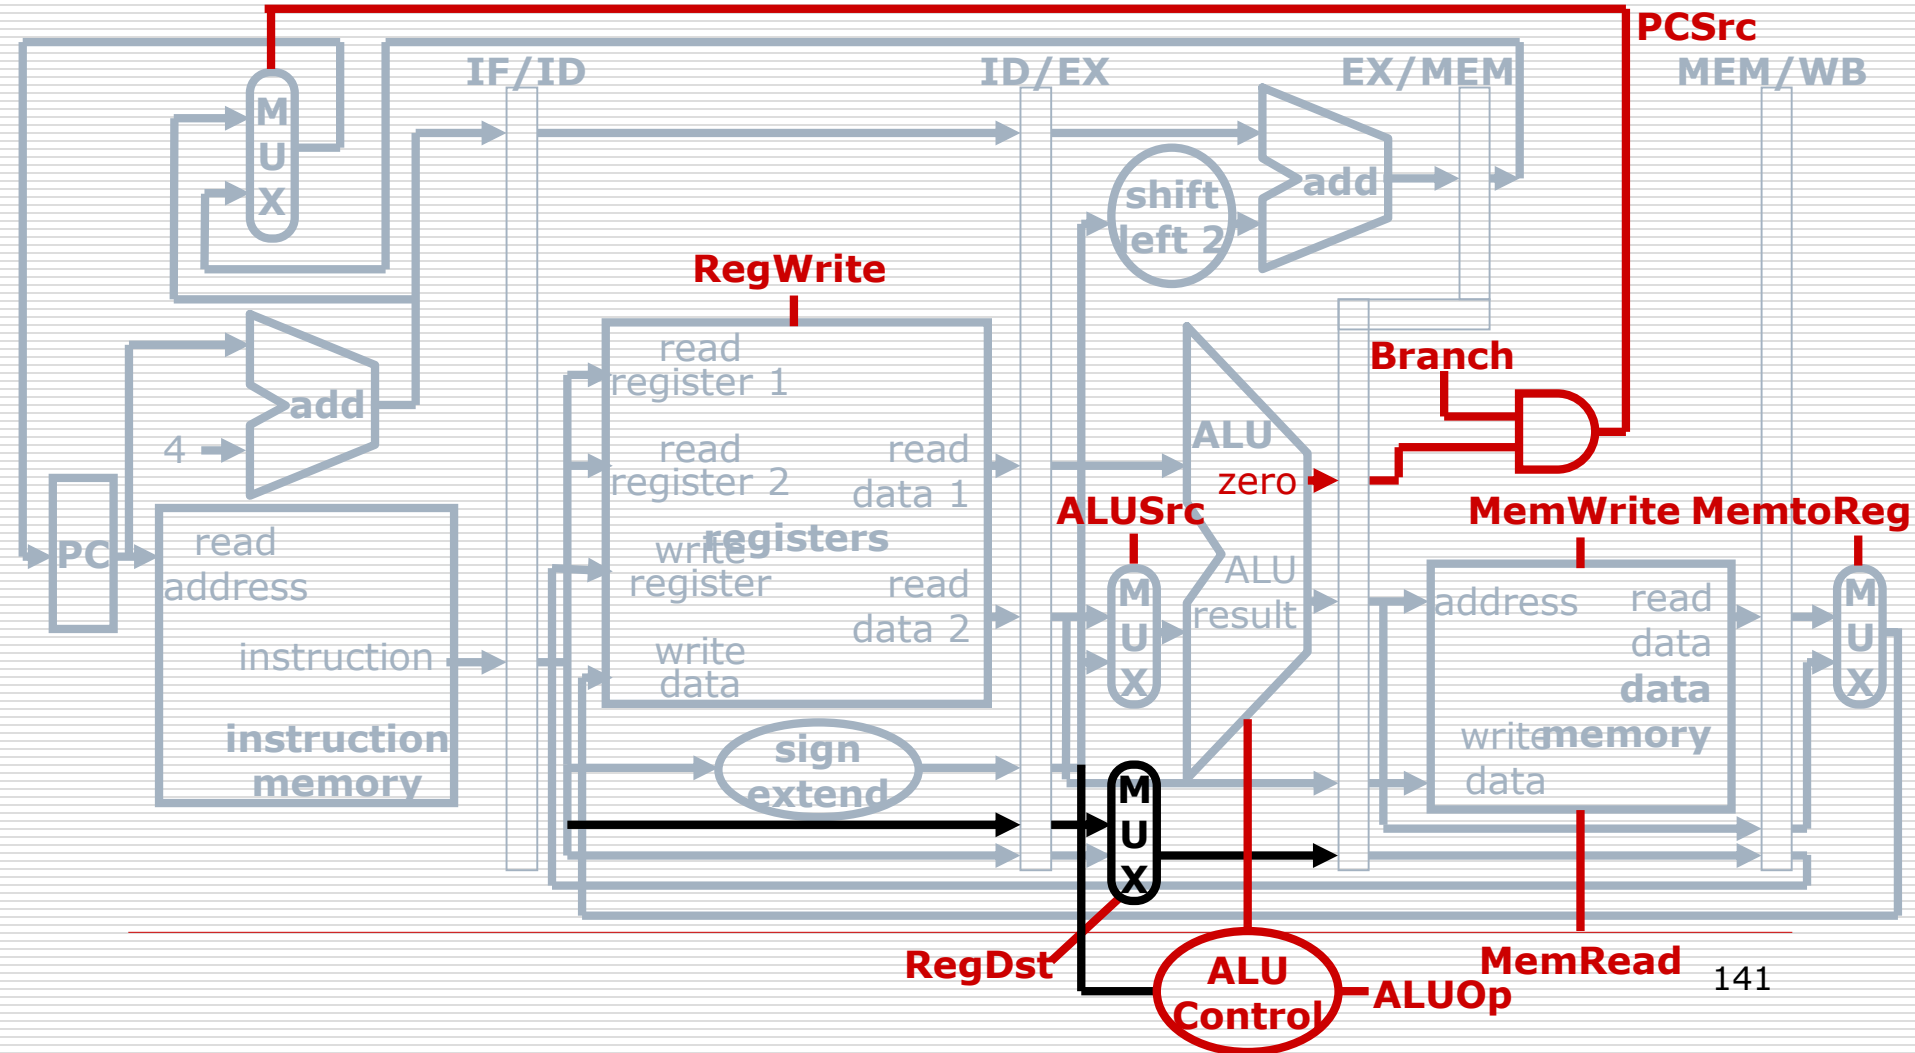 PCSrc
IF/ID
ID/EX
EX/MEM
MEM/WB
M
U
X
shift
left 2
add
RegWrite
add
4
PC
read
address
instruction
instruction
memory
read
register 1
read
register 2
read
data 1
registers
write
register
read
data 2
write
data
sign
extend
ALU
zero
ALU
result
ALUSrc
M
U
X
M
U
X
Branch
MemWrite
MemtoReg
address
read
data
data
memory
write
data
M
U
X
RegDst
ALU
Control
ALUOp
MemRead
141